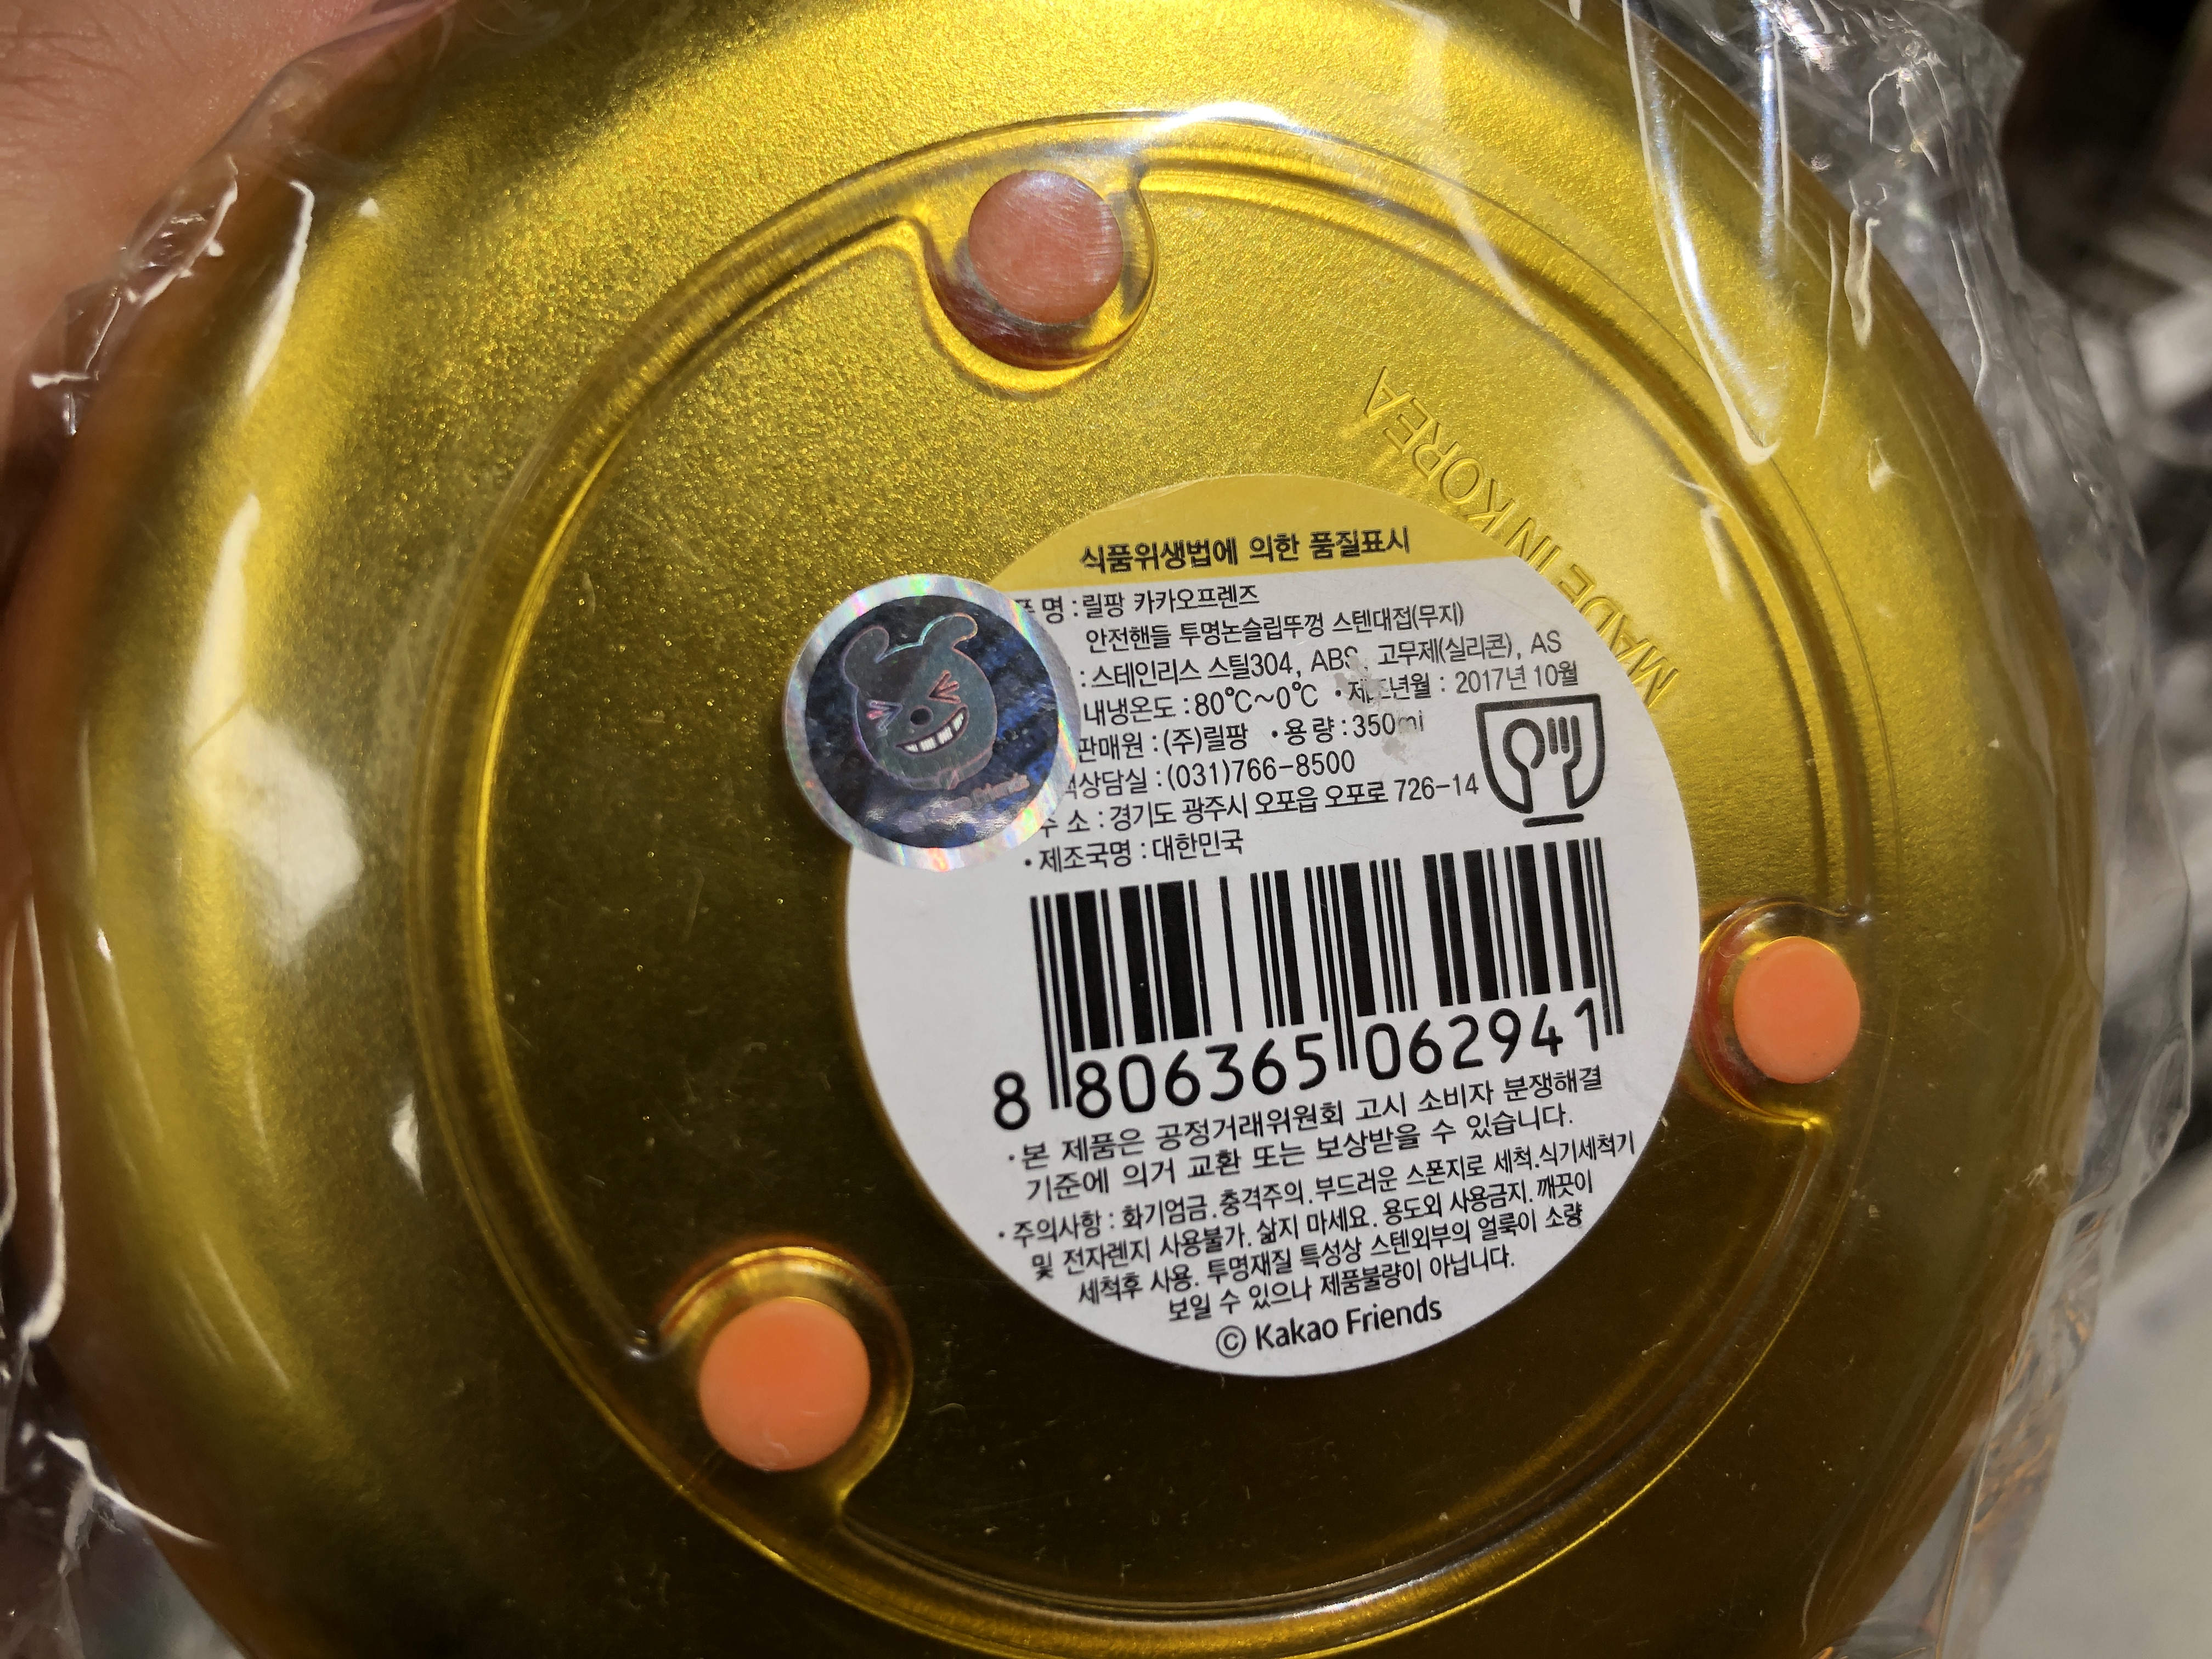 MADE IN KOREA
식품위생법에 의한 품질표시
명 : 릴팡 카카오프렌즈
안전핸들 투명논슬립뚜껑 스텐대접(무지)
: 스테인리스 스틸304, ABS, 고무제(실리콘), AS
내냉온도 : 80℃~0℃ • 제조년월 : 2017년 10월
판매원 : (주)릴팡 • 용 량 : 350ml
상담실 : (031)766-8500
소 : 경기도 광주시 오포읍 오포로 726-14
• 제조국명 : 대한민국
8 806365 062941
• 본 제품은 공정거래위원회 고시 소비자 분쟁해결
기준에 의거 교환 또는 보상받을 수 있습니다.
• 주의사항 : 화기엄금.충격주의.부드러운 스폰지로 세척.식기세척기
및 전자렌지 사용불가. 삶지 마세요. 용도외 사용금지. 깨끗이
세척후 사용. 투명재질 특성상 스텐외부의 얼룩이 소량
보일 수 있으나 제품불량이 아닙니다.
© Kakao Friends